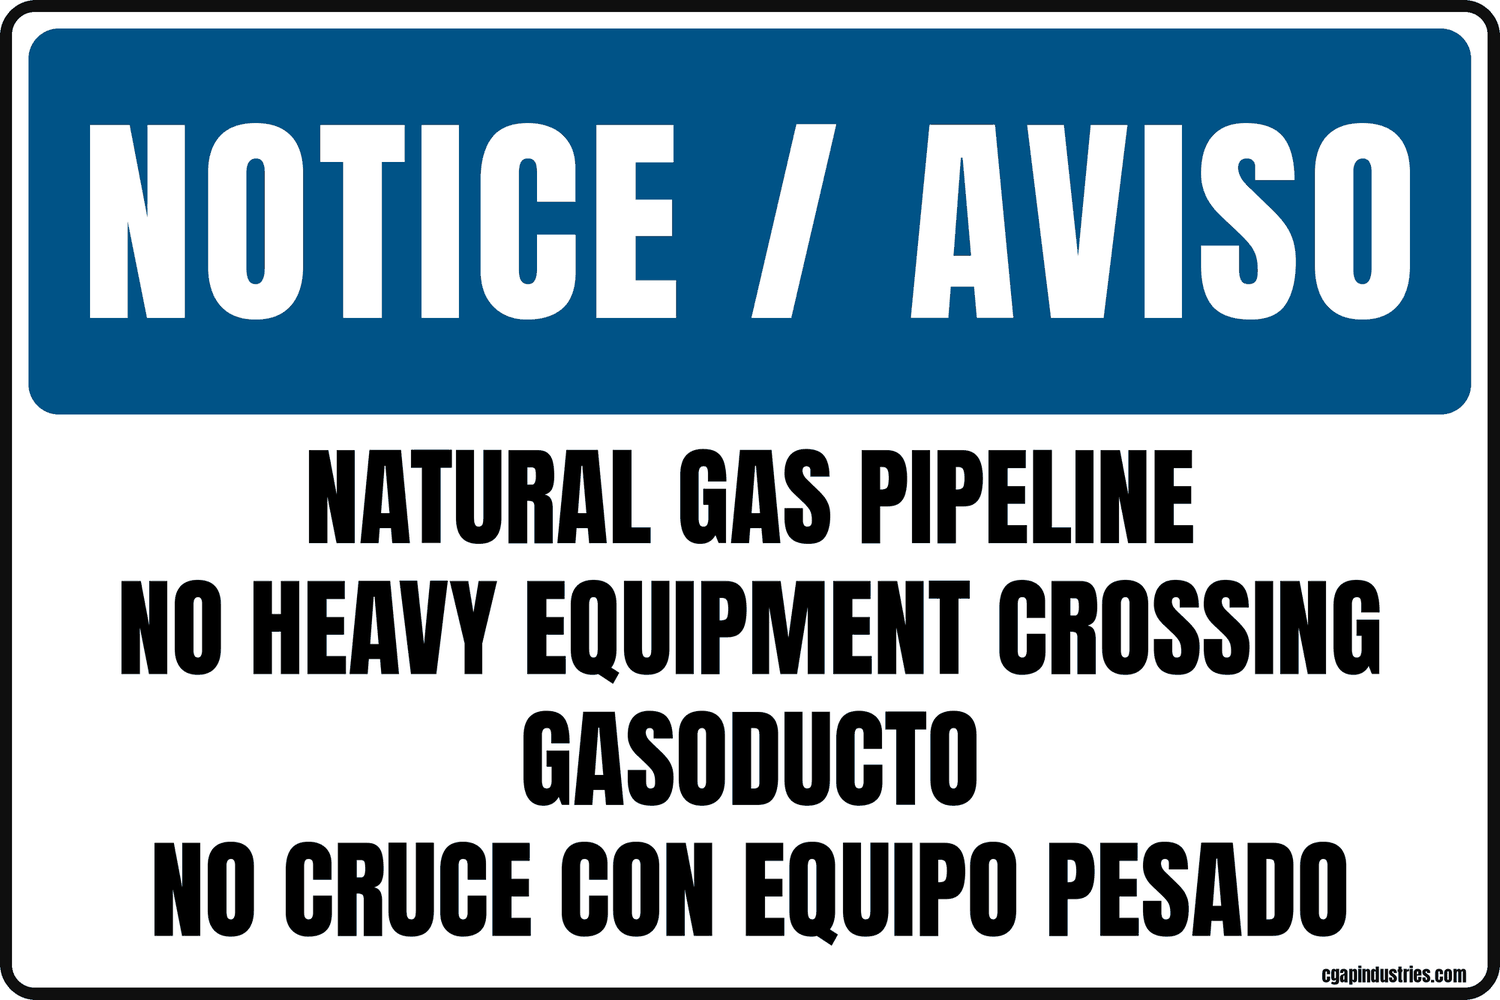 NOTICE / AVISO
NATURAL GAS PIPELINE
NO HEAVY EQUIPMENT CROSSING
GASODUCTO
NO CRUCE CON EQUIPO PESADO
cgapindustries.com